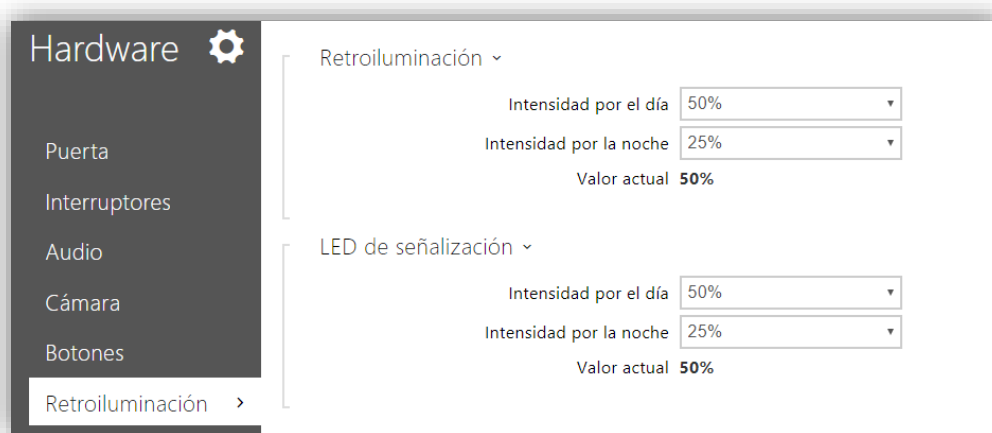 Hardware
Puerta
Interruptores
Audio
Cámara
Botones
Retroiluminación
Retroiluminación
Intensidad por el día 50%
Intensidad por la noche 25%
Valor actual 50%
LED de señalización
Intensidad por el día 50%
Intensidad por la noche 25%
Valor actual 50%